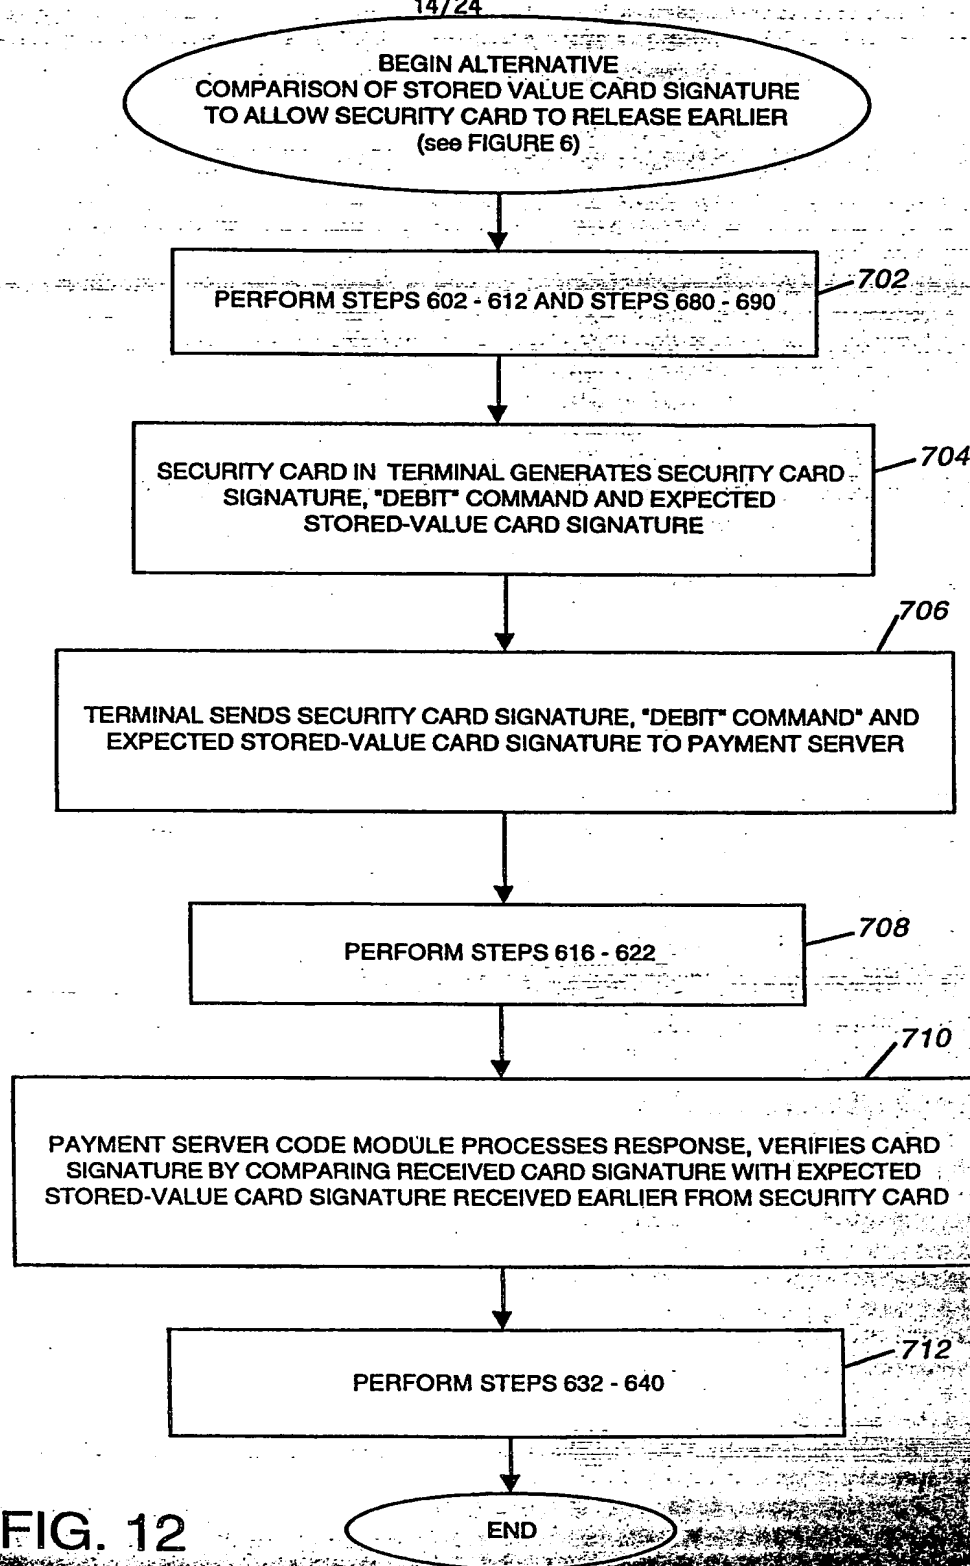 14/24
BEGIN ALTERNATIVE
COMPARISON OF STORED VALUE CARD SIGNATURE
TO ALLOW SECURITY CARD TO RELEASE EARLIER
(see FIGURE 6)
702
PERFORM STEPS 602 - 612 AND STEPS 680 - 690
704
SECURITY CARD IN TERMINAL GENERATES SECURITY CARD
SIGNATURE, "DEBIT" COMMAND AND EXPECTED
STORED-VALUE CARD SIGNATURE
706
TERMINAL SENDS SECURITY CARD SIGNATURE, "DEBIT" COMMAND" AND
EXPECTED STORED-VALUE CARD SIGNATURE TO PAYMENT SERVER
708
PERFORM STEPS 616 - 622
710
PAYMENT SERVER CODE MODULE PROCESSES RESPONSE, VERIFIES CARD
SIGNATURE BY COMPARING RECEIVED CARD SIGNATURE WITH EXPECTED
STORED-VALUE CARD SIGNATURE RECEIVED EARLIER FROM SECURITY CARD
712
PERFORM STEPS 632 - 640
END
FIG. 12